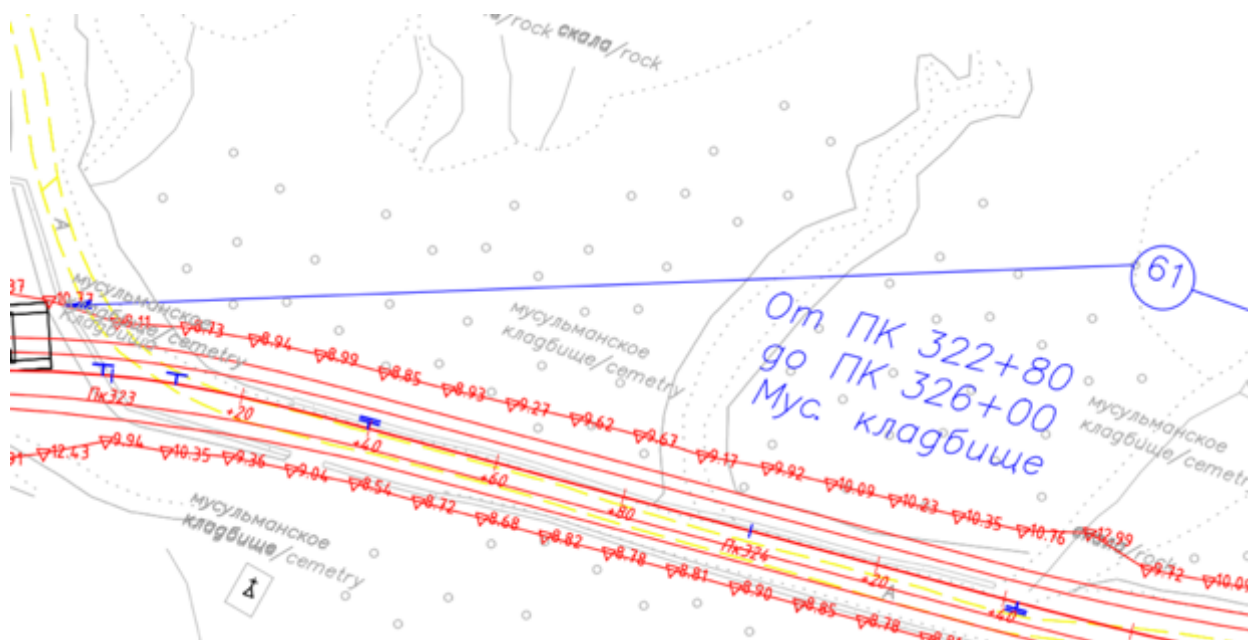 скала/rock
скала/rock
61
От ПК 322+80
до ПК 326+00
Мус. кладбище
мусульманское
кладбище/cemetry
мусульманское
кладбище/cemetry
мусульманское
кладбище/cemetry
мусульманское
кладбище/cemetry
8.73
8.94
8.99
8.85
8.93
9.27
9.62
9.67
9.17
9.92
10.09
10.23
10.35
10.76
12.99
9.72
10.09
Пк323
+20
+40
+60
+80
Пк324
+20
+40
12.43
9.94
10.35
9.36
9.04
8.54
8.72
8.68
8.82
8.78
8.81
8.90
8.85
8.78
A
A